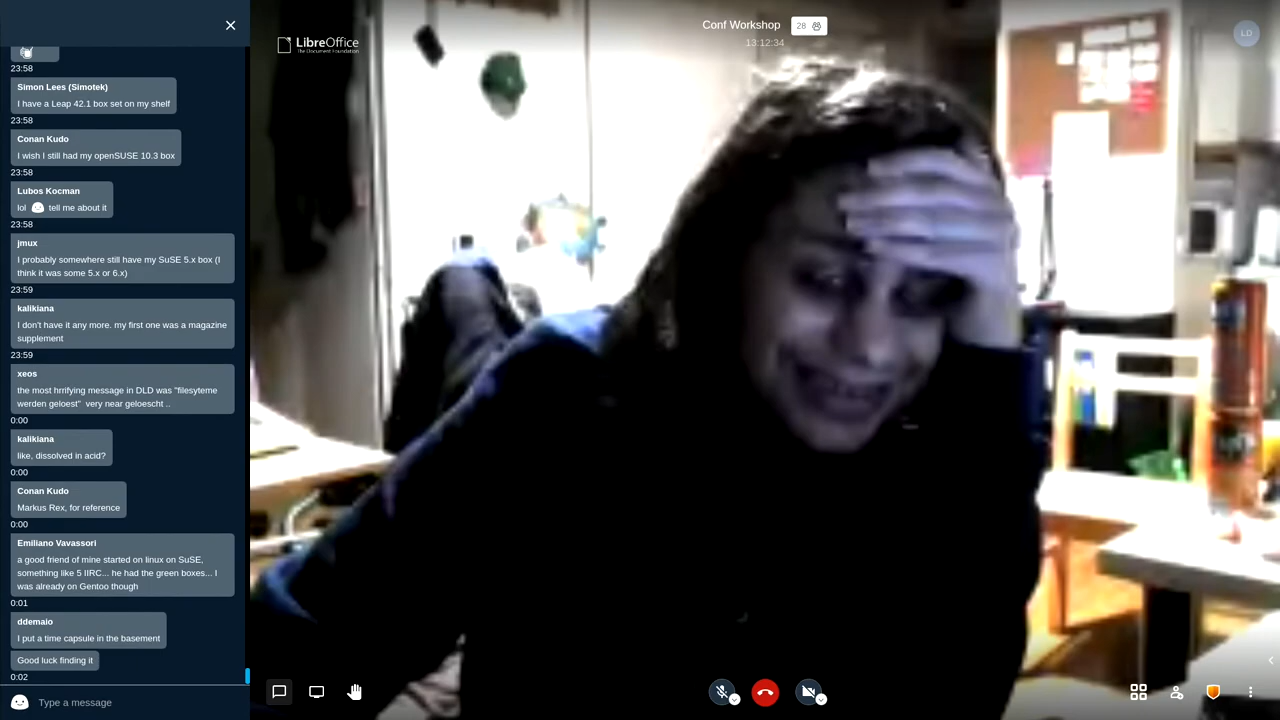 23:58
Simon Lees (Simotek)
I have a Leap 42.1 box set on my shelf
23:58
Conan Kudo
I wish I still had my openSUSE 10.3 box
23:58
Lubos Kocman
lol tell me about it
23:58
jmux
I probably somewhere still have my SuSE 5.x box (I
think it was some 5.x or 6.x)
23:59
kalikiana
I don't have it any more. my first one was a magazine
supplement
23:59
xeos
the most hrrifying message in DLD was "filesyteme
werden geloest" very near geloescht ..
0:00
kalikiana
like, dissolved in acid?
0:00
Conan Kudo
Markus Rex, for reference
0:00
Emiliano Vavassori
a good friend of mine started on linux on SuSE,
something like 5 IIRC... he had the green boxes... I
was already on Gentoo though
0:01
ddemaio
I put a time capsule in the basement
Good luck finding it
0:02
Type a message
LibreOffice
The Document Foundation
Conf Workshop
28
13:12:34
LD